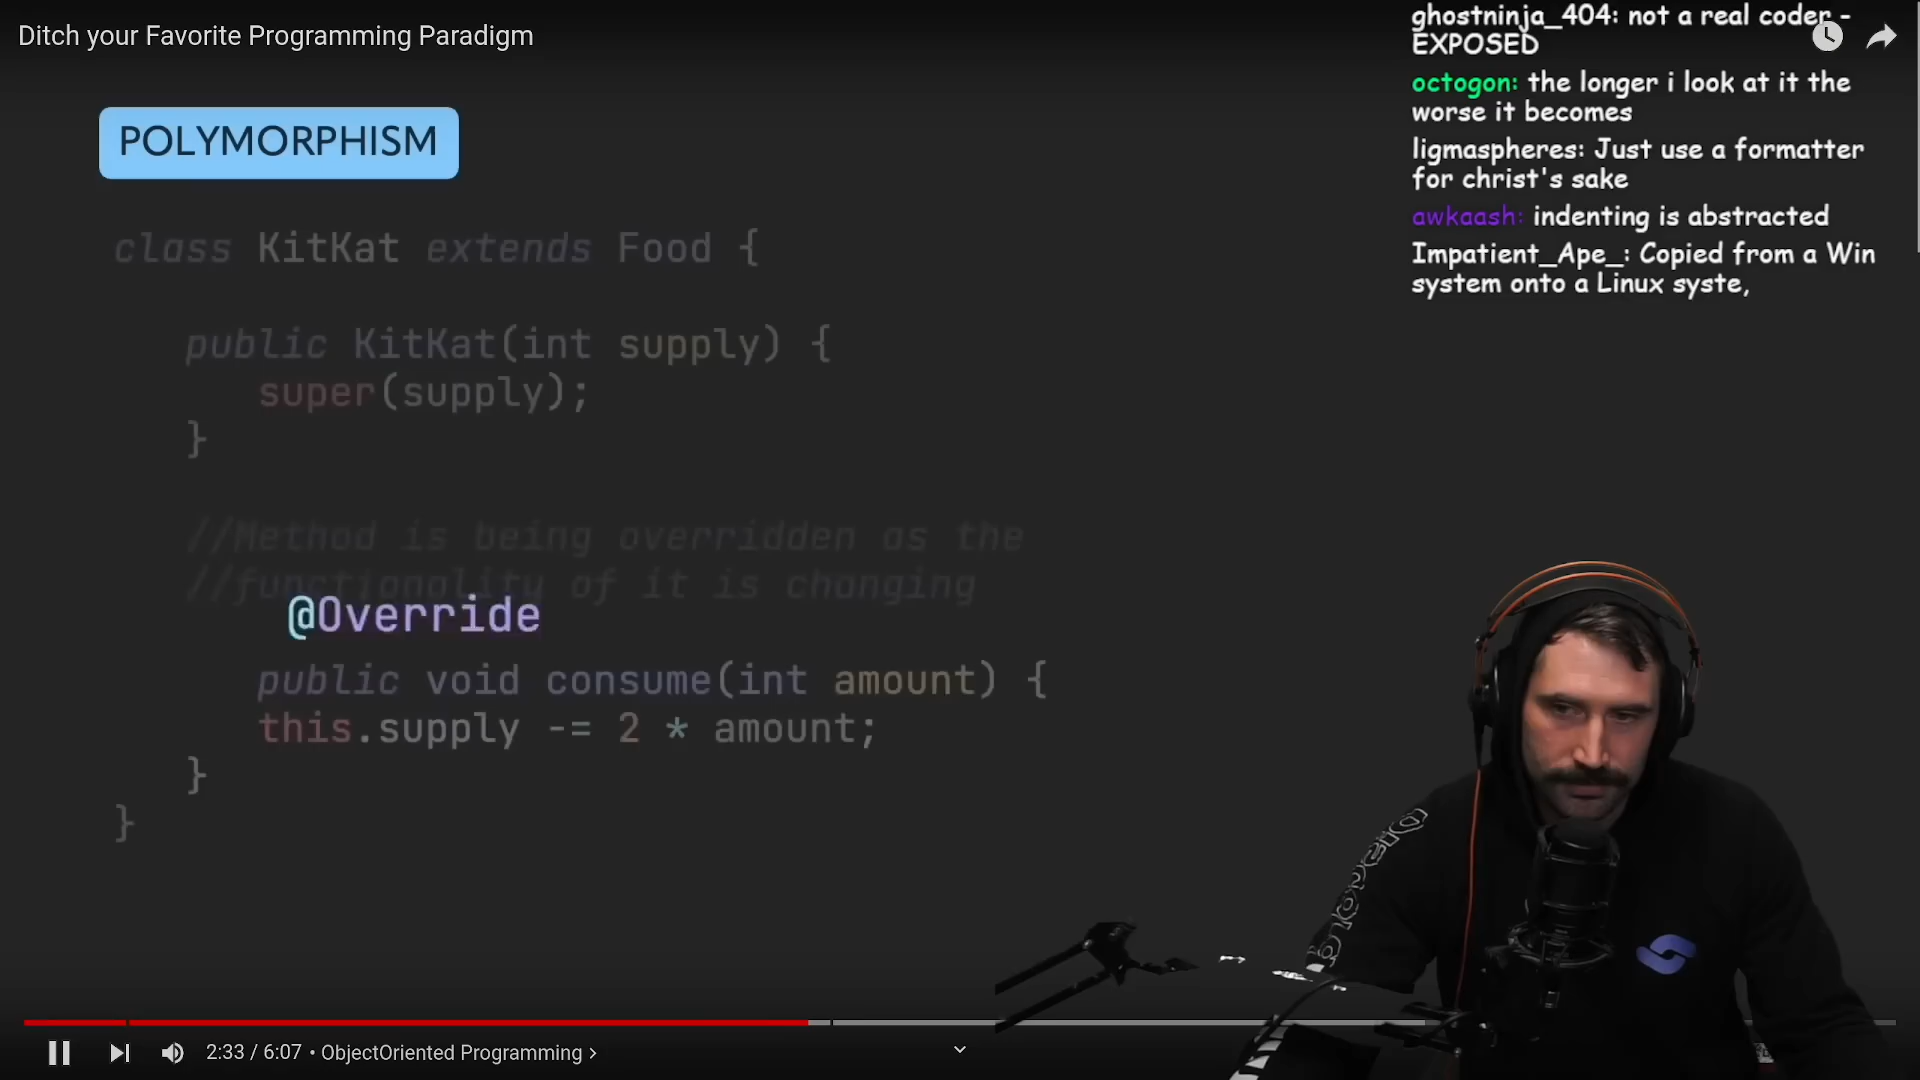 Ditch your Favorite Programming Paradigm
ghostninja_404: not a real coder -
EXPOSED
octogon: the longer i look at it the
worse it becomes
ligmaspheres: Just use a formatter
for christ's sake
awkaash: indenting is abstracted
Impatient_Ape_: Copied from a Win
system onto a Linux syste,
POLYMORPHISM
class KitKat extends Food {
public KitKat(int supply) {
super(supply);
}
//Method is being overridden as the
//functionality of it is changing
@Override
public void consume(int amount) {
this.supply -= 2 * amount;
}
}
2:33 / 6:07 • ObjectOriented Programming >